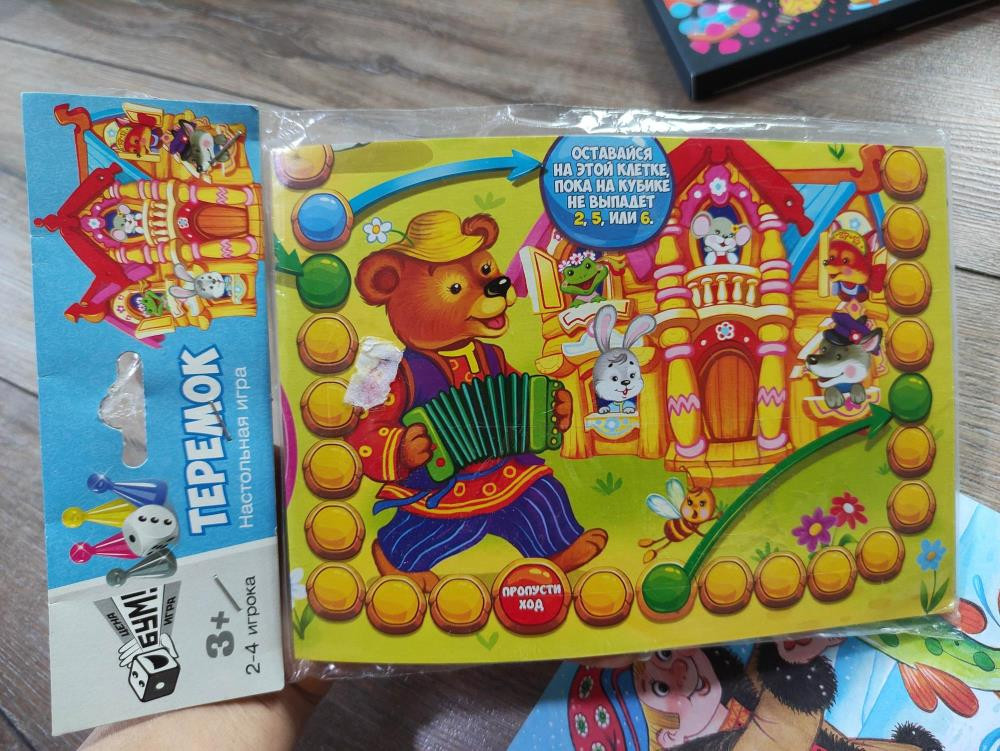 ТЕРЕМОК
Настольная игра
ЦЕНА
БУМ!
ИГРА
3+
2-4 игрока
ОСТАВАЙСЯ
НА ЭТОЙ КЛЕТКЕ,
ПОКА НА КУБИКЕ
НЕ ВЫПАДЕТ
2, 5, ИЛИ 6.
ПРОПУСТИ
ХОД